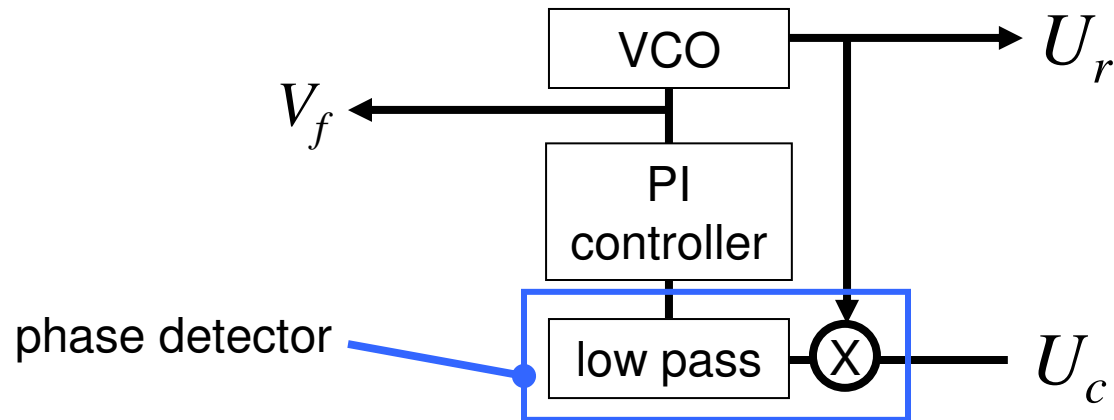 VCO
U_r
V_f
PI
controller
phase detector
low pass
X
U_c